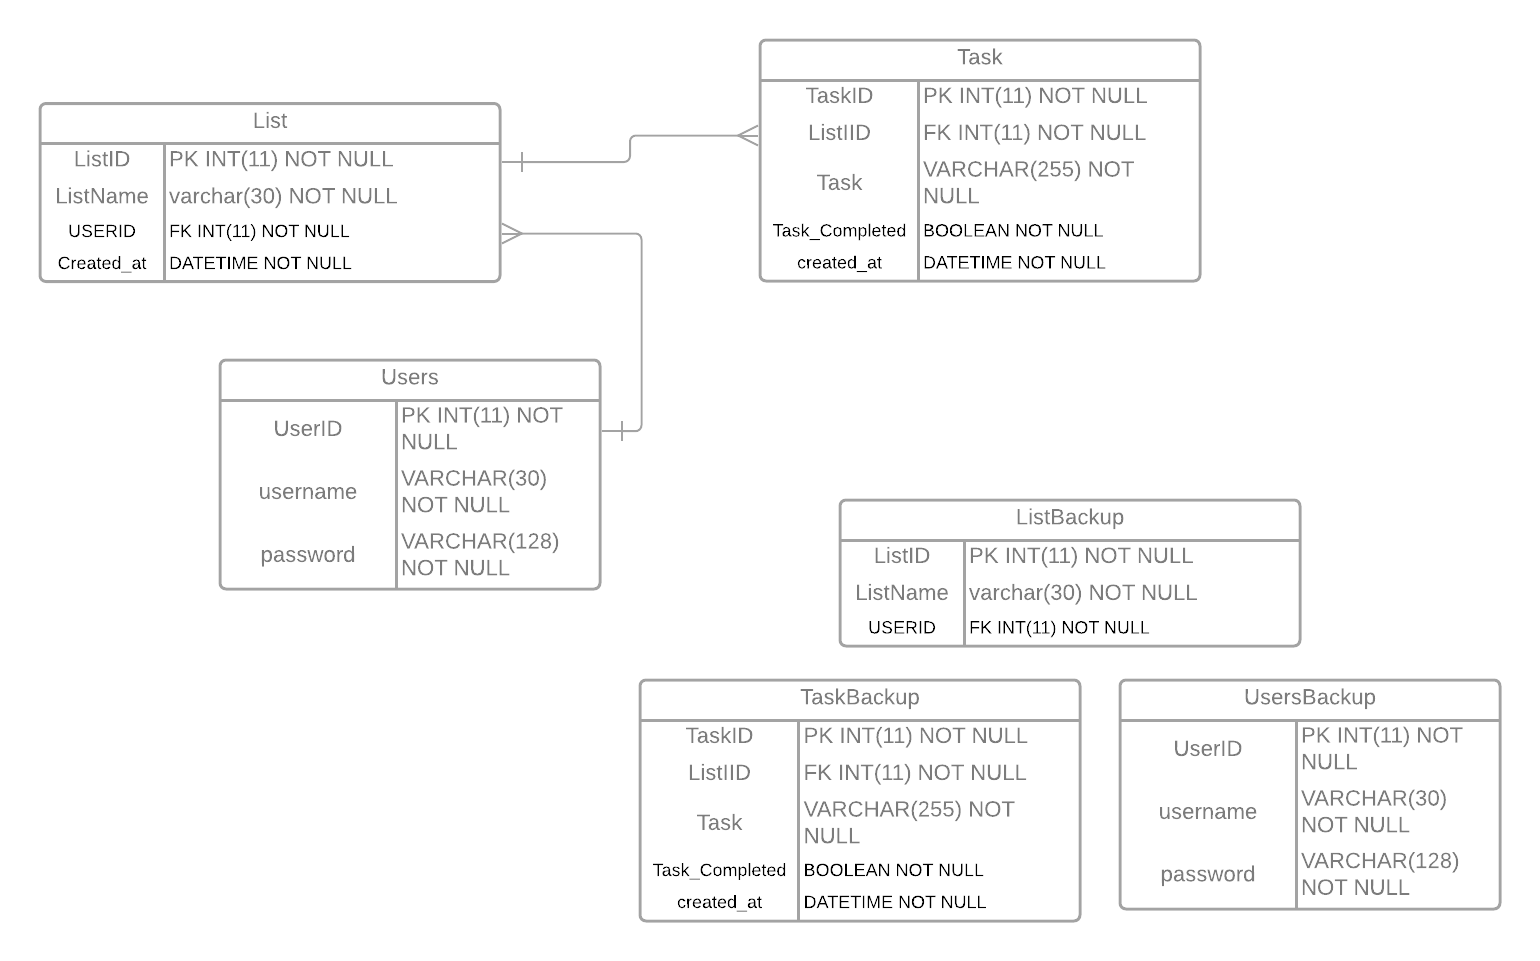 List
ListID PK INT(11) NOT NULL
ListName varchar(30) NOT NULL
USERID FK INT(11) NOT NULL
Created_at DATETIME NOT NULL
Task
TaskID PK INT(11) NOT NULL
ListIID FK INT(11) NOT NULL
Task VARCHAR(255) NOT
NULL
Task_Completed BOOLEAN NOT NULL
created_at DATETIME NOT NULL
Users
UserID PK INT(11) NOT
NULL
username VARCHAR(30)
NOT NULL
password VARCHAR(128)
NOT NULL
ListBackup
ListID PK INT(11) NOT NULL
ListName varchar(30) NOT NULL
USERID FK INT(11) NOT NULL
TaskBackup
TaskID PK INT(11) NOT NULL
ListIID FK INT(11) NOT NULL
Task VARCHAR(255) NOT
NULL
Task_Completed BOOLEAN NOT NULL
created_at DATETIME NOT NULL
UsersBackup
UserID PK INT(11) NOT
NULL
username VARCHAR(30)
NOT NULL
password VARCHAR(128)
NOT NULL